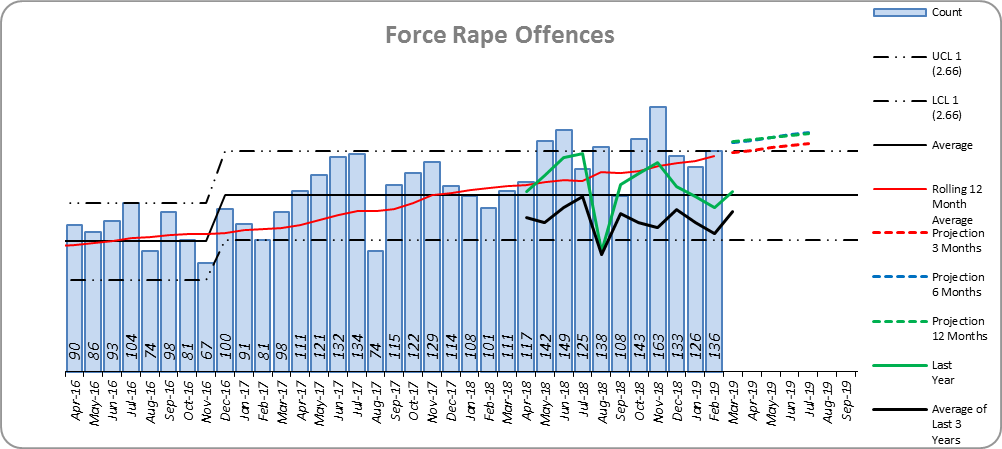 Force Rape Offences
Count
UCL 1
(2.66)
LCL 1
(2.66)
Average
Rolling 12
Month
Average
Projection
3 Months
Projection
6 Months
Projection
12 Months
Last
Year
Average of
Last 3
Years
90 86 93 104 74 98 81 67 100 91 81 98 111 121 132 134 74 115 122 129 114 108 101 111 117 142 149 125 138 108 143 163 133 126 136
Apr-16 May-16 Jun-16 Jul-16 Aug-16 Sep-16 Oct-16 Nov-16 Dec-16 Jan-17 Feb-17 Mar-17 Apr-17 May-17 Jun-17 Jul-17 Aug-17 Sep-17 Oct-17 Nov-17 Dec-17 Jan-18 Feb-18 Mar-18 Apr-18 May-18 Jun-18 Jul-18 Aug-18 Sep-18 Oct-18 Nov-18 Dec-18 Jan-19 Feb-19 Mar-19 Apr-19 May-19 Jun-19 Jul-19 Aug-19 Sep-19